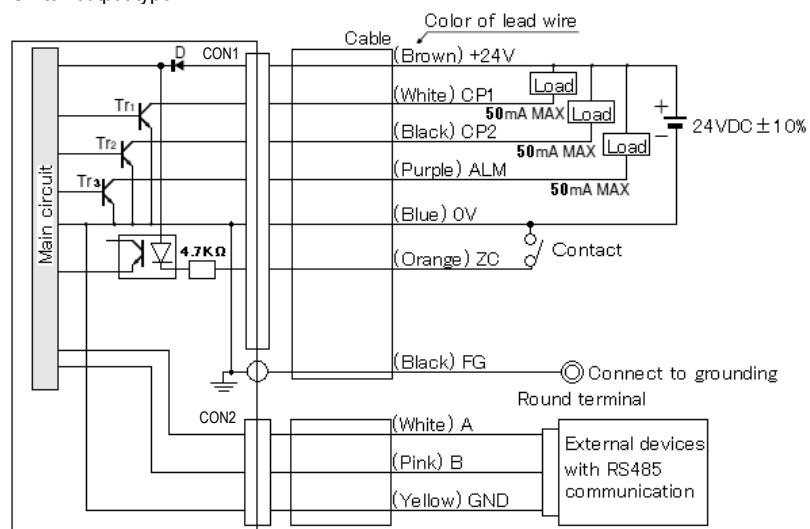 Color of lead wire
Cable
D
CON1
(Brown) +24V
Load
Tr1
(White) CP1
50mA MAX
Load
Tr2
(Black) CP2
+
−
24VDC±10%
50mA MAX
Load
Tr3
(Purple) ALM
50mA MAX
Main circuit
(Blue) 0V
4.7KΩ
Contact
(Orange) ZC
(Black) FG
Connect to grounding
Round terminal
CON2
(White) A
External devices
with RS485
communication
(Pink) B
(Yellow) GND